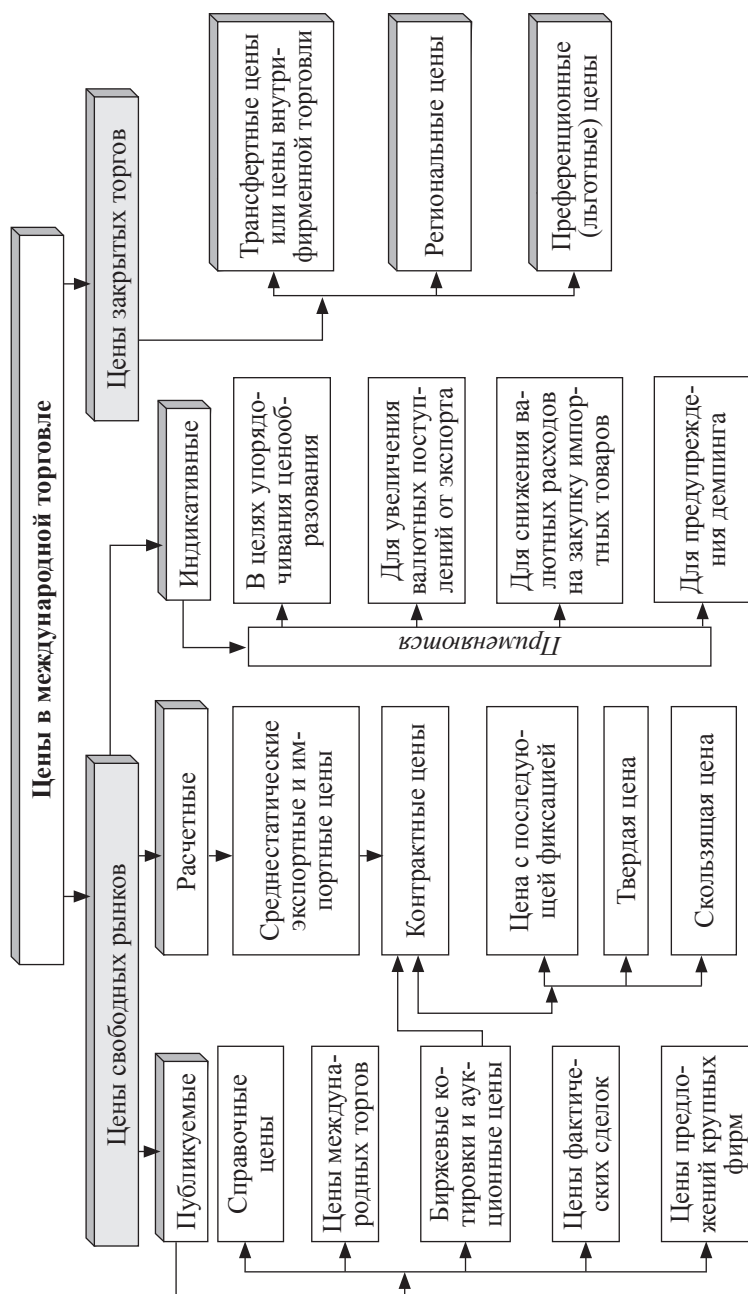 Цены в международной торговле
Цены свободных рынков
Цены закрытых торгов
Публикуемые
Расчетные
Индикативные
Справочные
цены
Цены междуна-
родных торгов
Биржевые ко-
тировки и аук-
ционные цены
Цены фактиче-
ских сделок
Цены предло-
жений крупных
фирм
Среднестатические
экспортные и им-
портные цены
Контрактные цены
Цена с последую-
щей фиксацией
Твердая цена
Скользящая цена
Применяются
В целях упорядо-
чивания ценооб-
разования
Для увеличения
валютных поступ-
лений от экспорта
Для снижения ва-
лютных расходов
на закупку импор-
тных товаров
Для предупрежде-
ния демпинга
Трансфертные цены
или цены внутри-
фирменной торговли
Региональные цены
Преференционные
(льготные) цены